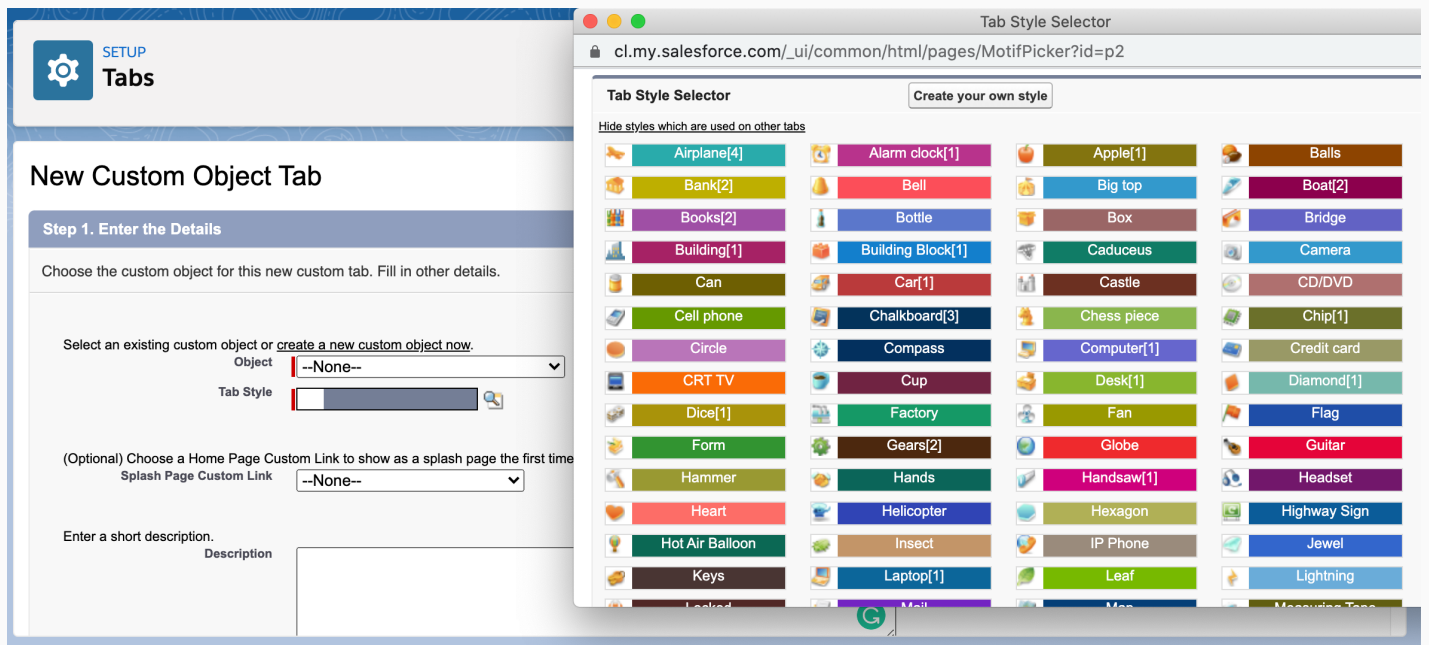 SETUP
Tabs
New Custom Object Tab
Step 1. Enter the Details
Choose the custom object for this new custom tab. Fill in other details.
Select an existing custom object or create a new custom object now.
Object
--None--
Tab Style
(Optional) Choose a Home Page Custom Link to show as a splash page the first time
Splash Page Custom Link
--None--
Enter a short description.
Description
Tab Style Selector
cl.my.salesforce.com/_ui/common/html/pages/MotifPicker?id=p2
Tab Style Selector
Create your own style
Hide styles which are used on other tabs
Airplane[4] Alarm clock[1] Apple[1] Balls
Bank[2] Bell Big top Boat[2]
Books[2] Bottle Box Bridge
Building[1] Building Block[1] Caduceus Camera
Can Car[1] Castle CD/DVD
Cell phone Chalkboard[3] Chess piece Chip[1]
Circle Compass Computer[1] Credit card
CRT TV Cup Desk[1] Diamond[1]
Dice[1] Factory Fan Flag
Form Gears[2] Globe Guitar
Hammer Hands Handsaw[1] Headset
Heart Helicopter Hexagon Highway Sign
Hot Air Balloon Insect IP Phone Jewel
Keys Laptop[1] Leaf Lightning
Locked Mail Map Measuring Tape